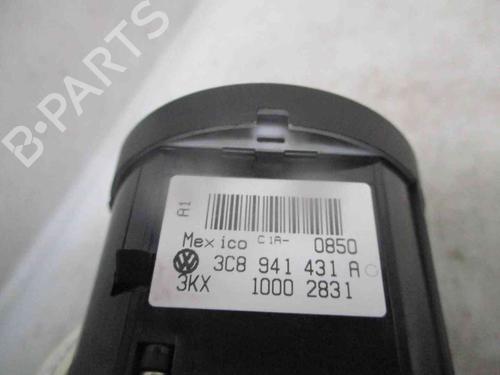 B-PARTS
A1
Mexico C1A- 0850
3C8 941 431 A
3KX 1000 2831